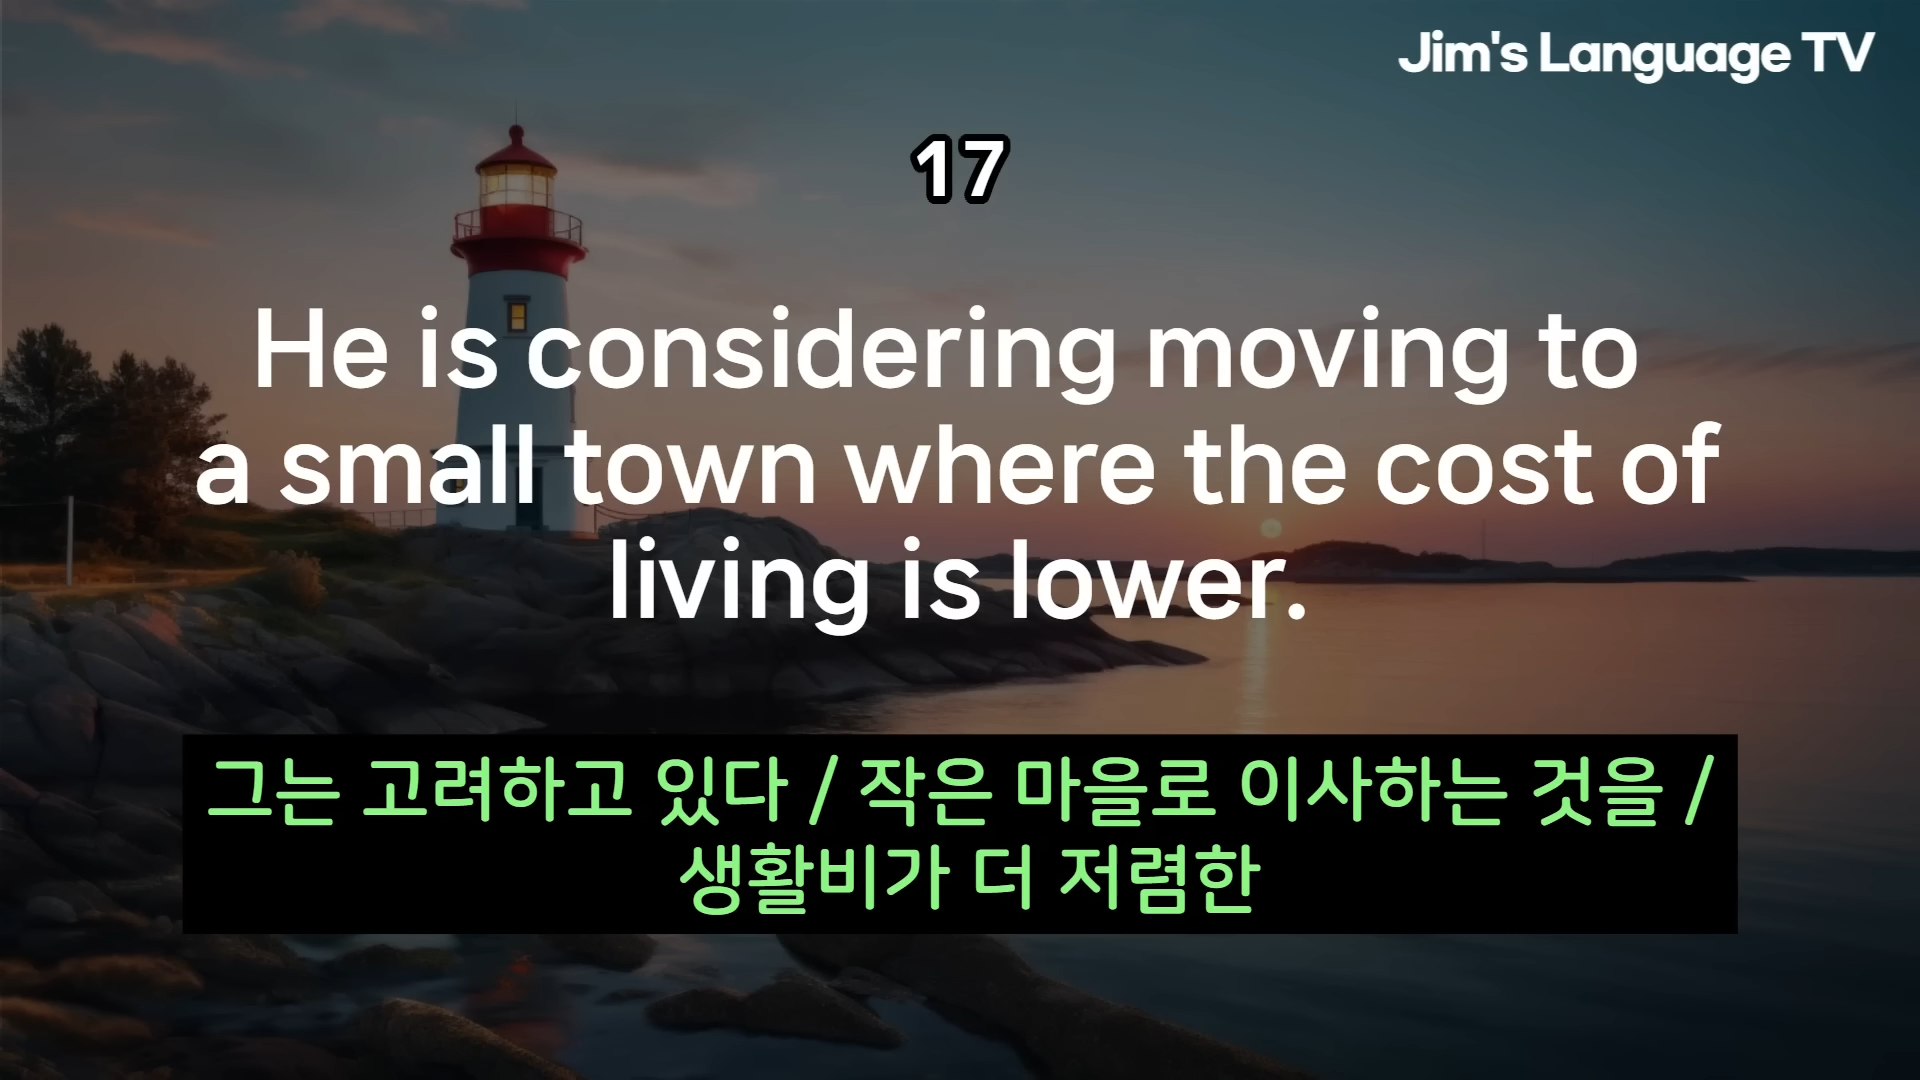 Jim's Language TV
17
He is considering moving to
a small town where the cost of
living is lower.
그는 고려하고 있다 / 작은 마을로 이사하는 것을 /
생활비가 더 저렴한